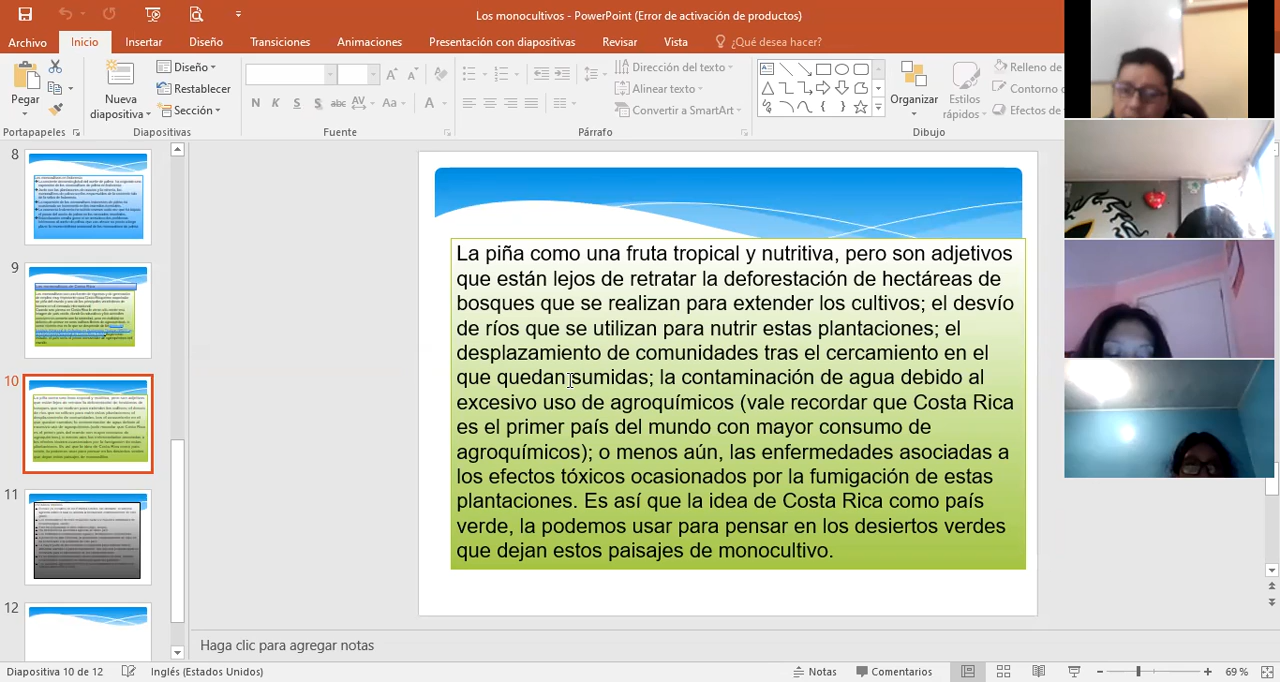 Los monocultivos - PowerPoint (Error de activación de productos)
Archivo Inicio Insertar Diseño Transiciones Animaciones Presentación con diapositivas Revisar Vista ¿Qué desea hacer?
Pegar
Nueva
diapositiva
Diseño
Restablecer
Sección
N K S S abc AV Aa A
Dirección del texto
Alinear texto
Convertir a SmartArt
Organizar
Estilos
rápidos
Relleno de
Contorno
Efectos de
Portapapeles Diapositivas Fuente Párrafo Dibujo
8
9
10
11
12
La piña como una fruta tropical y nutritiva, pero son adjetivos
que están lejos de retratar la deforestación de hectáreas de
bosques que se realizan para extender los cultivos; el desvío
de ríos que se utilizan para nutrir estas plantaciones; el
desplazamiento de comunidades tras el cercamiento en el
que quedan sumidas; la contaminación de agua debido al
excesivo uso de agroquímicos (vale recordar que Costa Rica
es el primer país del mundo con mayor consumo de
agroquímicos); o menos aún, las enfermedades asociadas a
los efectos tóxicos ocasionados por la fumigación de estas
plantaciones. Es así que la idea de Costa Rica como país
verde, la podemos usar para pensar en los desiertos verdes
que dejan estos paisajes de monocultivo.
Haga clic para agregar notas
Diapositiva 10 de 12 Inglés (Estados Unidos) Notas Comentarios 69 %